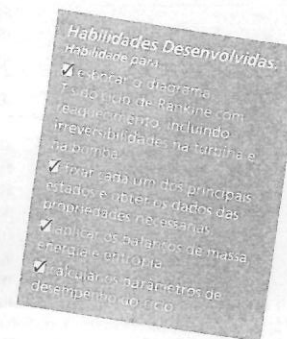 Habilidades Desenvolvidas
Habilidade para:
esboçar o diagrama
T-s do ciclo de Rankine com
reaquecimento, incluindo
irreversibilidades na turbina e
na bomba.
fixar cada um dos principais
estados e obter os dados das
propriedades necessárias.
aplicar os balanços de massa,
energia e entropia.
calcular os parâmetros de
desempenho do ciclo.